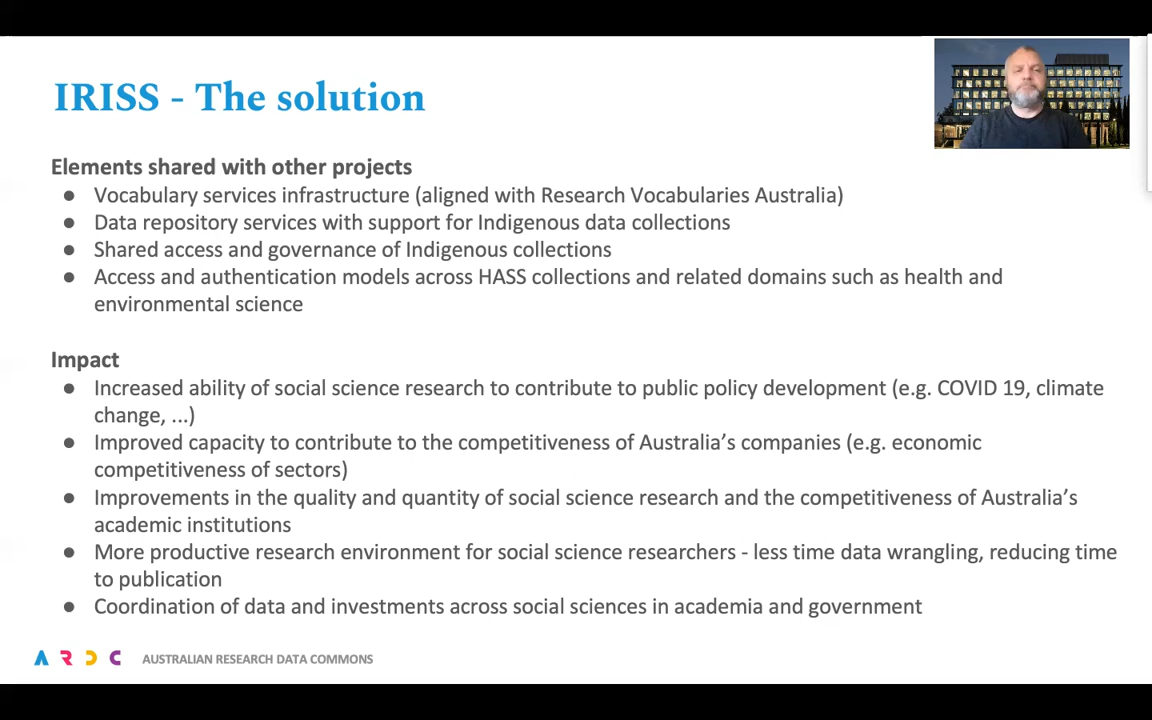 IRISS - The solution
Elements shared with other projects
● Vocabulary services infrastructure (aligned with Research Vocabularies Australia)
● Data repository services with support for Indigenous data collections
● Shared access and governance of Indigenous collections
● Access and authentication models across HASS collections and related domains such as health and
environmental science
Impact
● Increased ability of social science research to contribute to public policy development (e.g. COVID 19, climate
change, ...)
● Improved capacity to contribute to the competitiveness of Australia’s companies (e.g. economic
competitiveness of sectors)
● Improvements in the quality and quantity of social science research and the competitiveness of Australia’s
academic institutions
● More productive research environment for social science researchers - less time data wrangling, reducing time
to publication
● Coordination of data and investments across social sciences in academia and government
ARDC AUSTRALIAN RESEARCH DATA COMMONS